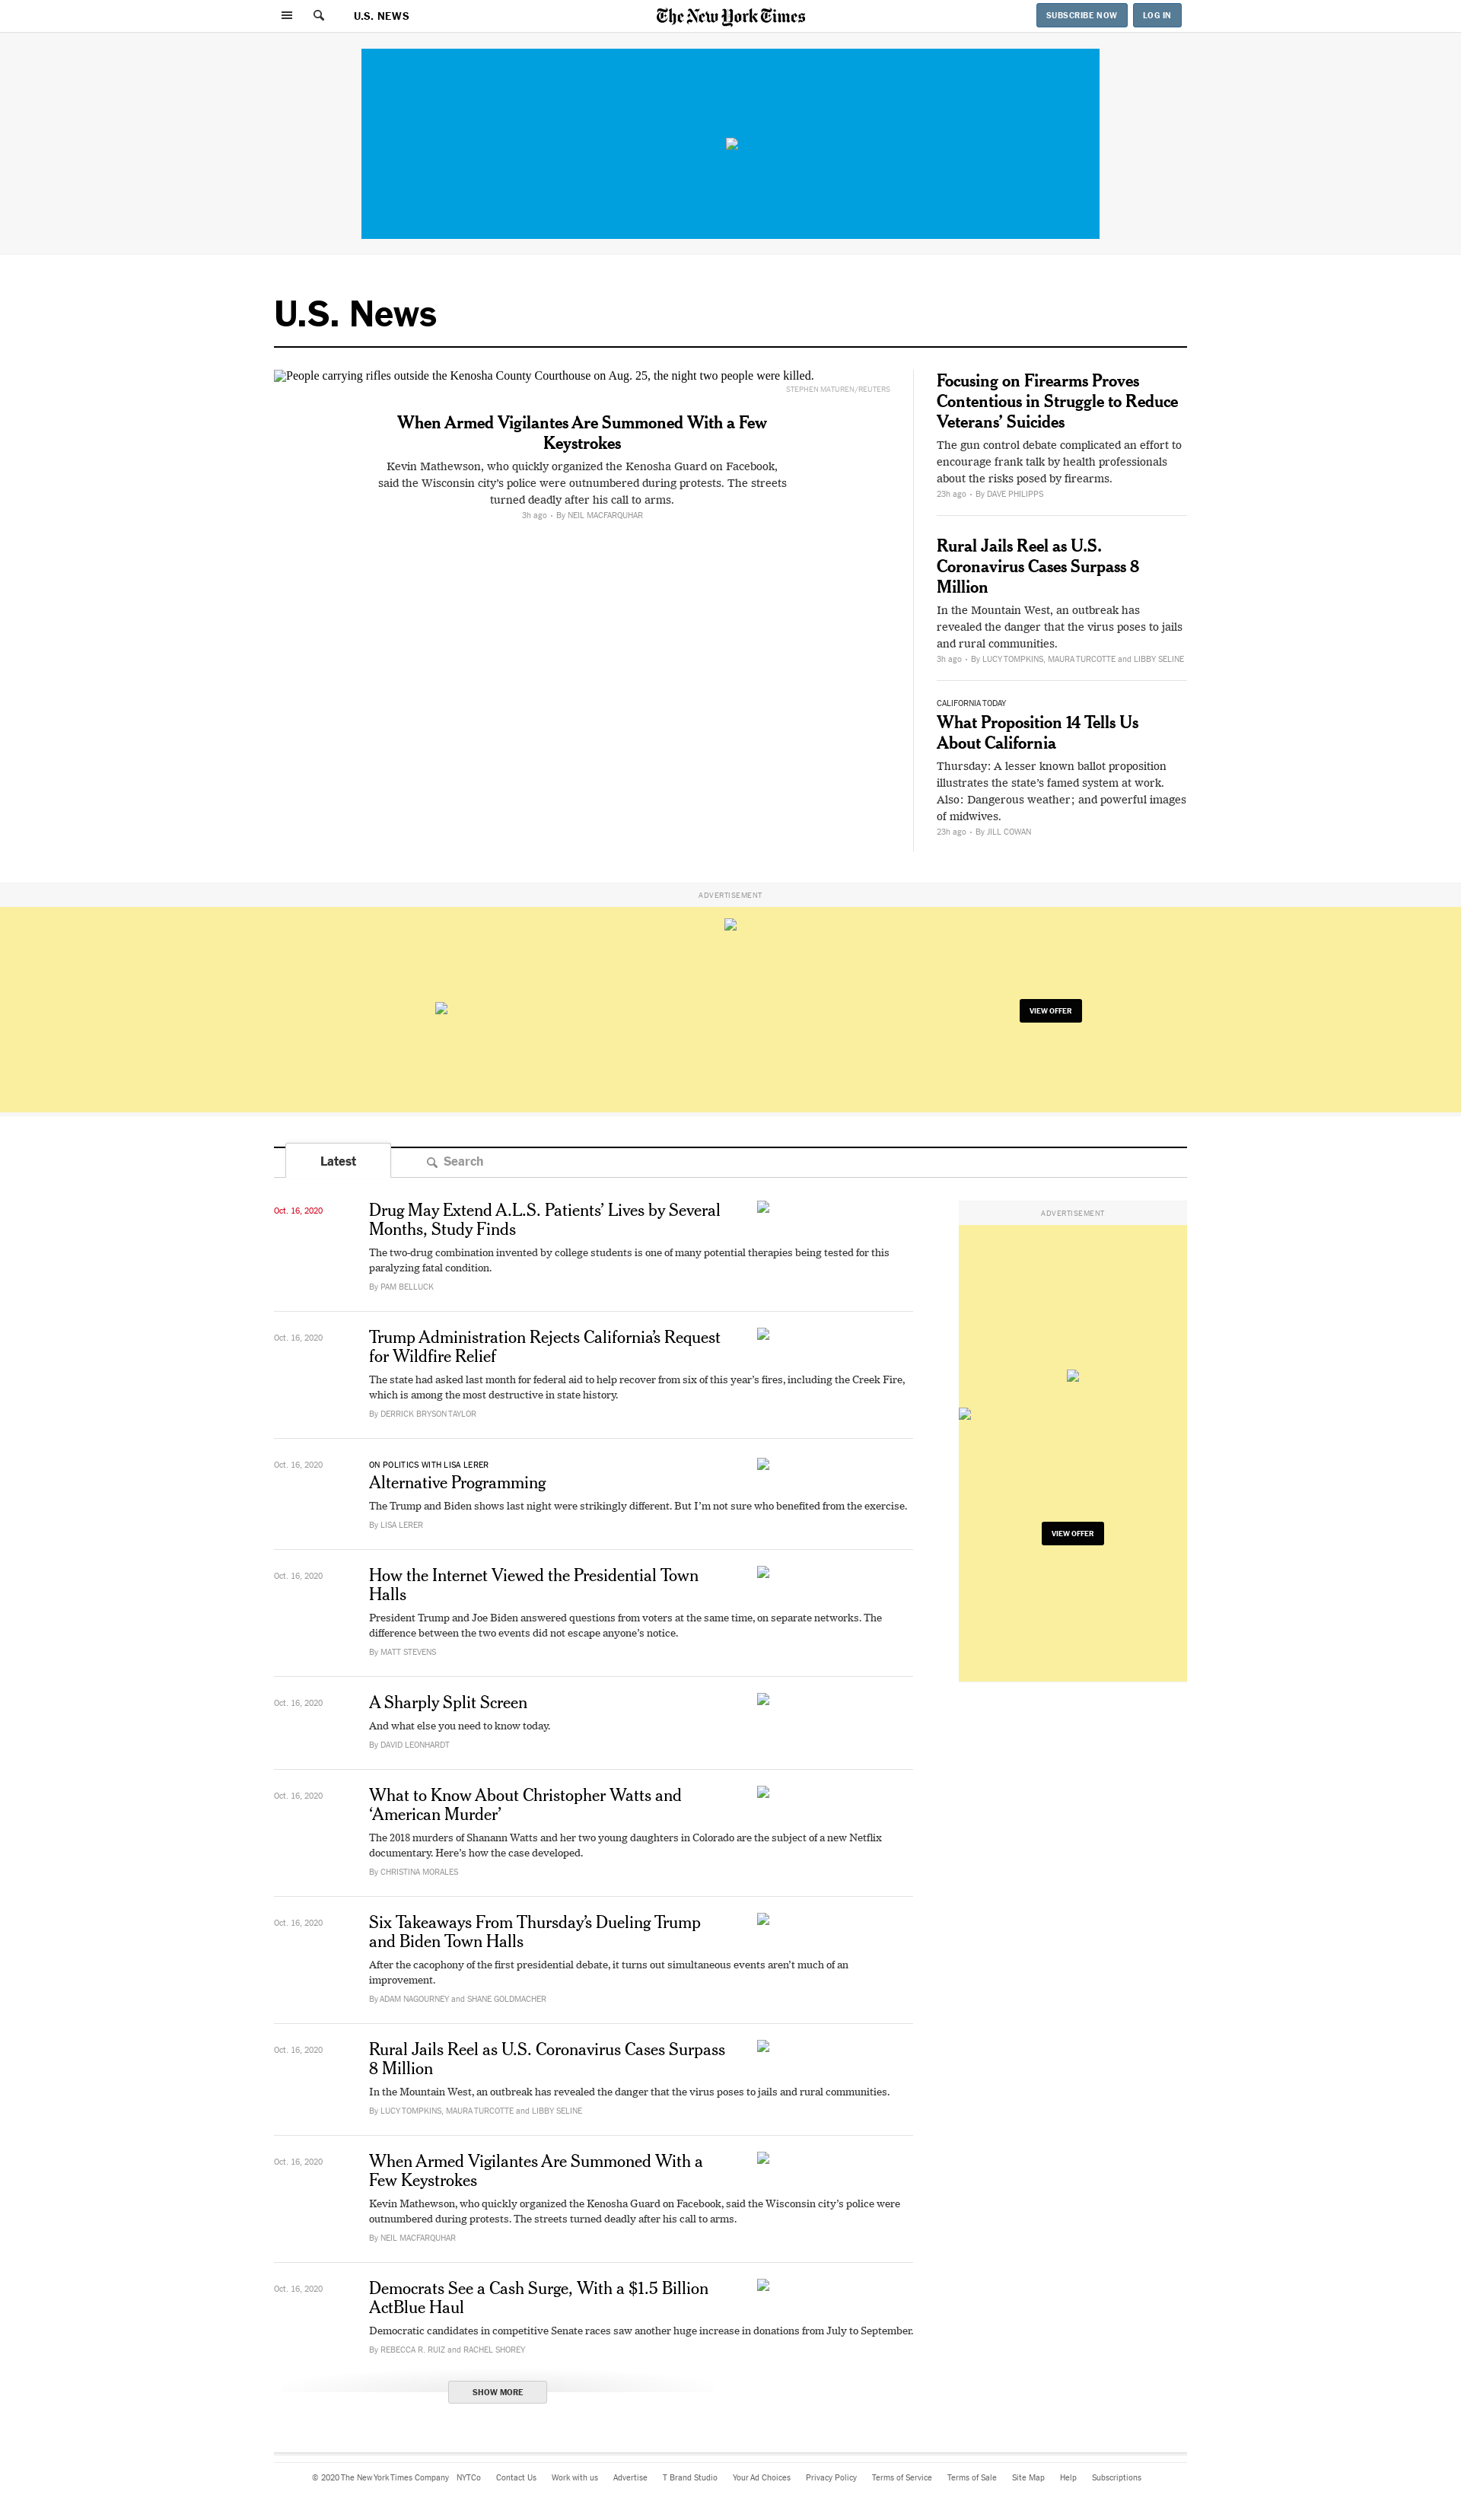 U.S. NEWS
The New York Times
SUBSCRIBE NOW
LOG IN
U.S. News
People carrying rifles outside the Kenosha County Courthouse on Aug. 25, the night two people were killed.
STEPHEN MATUREN/REUTERS
When Armed Vigilantes Are Summoned With a Few
Keystrokes
Kevin Mathewson, who quickly organized the Kenosha Guard on Facebook,
said the Wisconsin city’s police were outnumbered during protests. The streets
turned deadly after his call to arms.
3h ago • By NEIL MACFARQUHAR
Focusing on Firearms Proves
Contentious in Struggle to Reduce
Veterans’ Suicides
The gun control debate complicated an effort to
encourage frank talk by health professionals
about the risks posed by firearms.
23h ago • By DAVE PHILIPPS
Rural Jails Reel as U.S.
Coronavirus Cases Surpass 8
Million
In the Mountain West, an outbreak has
revealed the danger that the virus poses to jails
and rural communities.
3h ago • By LUCY TOMPKINS, MAURA TURCOTTE and LIBBY SELINE
CALIFORNIA TODAY
What Proposition 14 Tells Us
About California
Thursday: A lesser known ballot proposition
illustrates the state’s famed system at work.
Also: Dangerous weather; and powerful images
of midwives.
23h ago • By JILL COWAN
ADVERTISEMENT
VIEW OFFER
Latest
Search
Oct. 16, 2020
Drug May Extend A.L.S. Patients’ Lives by Several
Months, Study Finds
The two-drug combination invented by college students is one of many potential therapies being tested for this
paralyzing fatal condition.
By PAM BELLUCK
Oct. 16, 2020
Trump Administration Rejects California’s Request
for Wildfire Relief
The state had asked last month for federal aid to help recover from six of this year’s fires, including the Creek Fire,
which is among the most destructive in state history.
By DERRICK BRYSON TAYLOR
Oct. 16, 2020
ON POLITICS WITH LISA LERER
Alternative Programming
The Trump and Biden shows last night were strikingly different. But I’m not sure who benefited from the exercise.
By LISA LERER
Oct. 16, 2020
How the Internet Viewed the Presidential Town
Halls
President Trump and Joe Biden answered questions from voters at the same time, on separate networks. The
difference between the two events did not escape anyone’s notice.
By MATT STEVENS
Oct. 16, 2020
A Sharply Split Screen
And what else you need to know today.
By DAVID LEONHARDT
Oct. 16, 2020
What to Know About Christopher Watts and
‘American Murder’
The 2018 murders of Shanann Watts and her two young daughters in Colorado are the subject of a new Netflix
documentary. Here’s how the case developed.
By CHRISTINA MORALES
Oct. 16, 2020
Six Takeaways From Thursday’s Dueling Trump
and Biden Town Halls
After the cacophony of the first presidential debate, it turns out simultaneous events aren’t much of an
improvement.
By ADAM NAGOURNEY and SHANE GOLDMACHER
Oct. 16, 2020
Rural Jails Reel as U.S. Coronavirus Cases Surpass
8 Million
In the Mountain West, an outbreak has revealed the danger that the virus poses to jails and rural communities.
By LUCY TOMPKINS, MAURA TURCOTTE and LIBBY SELINE
Oct. 16, 2020
When Armed Vigilantes Are Summoned With a
Few Keystrokes
Kevin Mathewson, who quickly organized the Kenosha Guard on Facebook, said the Wisconsin city’s police were
outnumbered during protests. The streets turned deadly after his call to arms.
By NEIL MACFARQUHAR
Oct. 16, 2020
Democrats See a Cash Surge, With a $1.5 Billion
ActBlue Haul
Democratic candidates in competitive Senate races saw another huge increase in donations from July to September.
By REBECCA R. RUIZ and RACHEL SHOREY
SHOW MORE
ADVERTISEMENT
VIEW OFFER
© 2020 The New York Times Company NYTCo Contact Us Work with us Advertise T Brand Studio Your Ad Choices Privacy Policy Terms of Service Terms of Sale Site Map Help Subscriptions